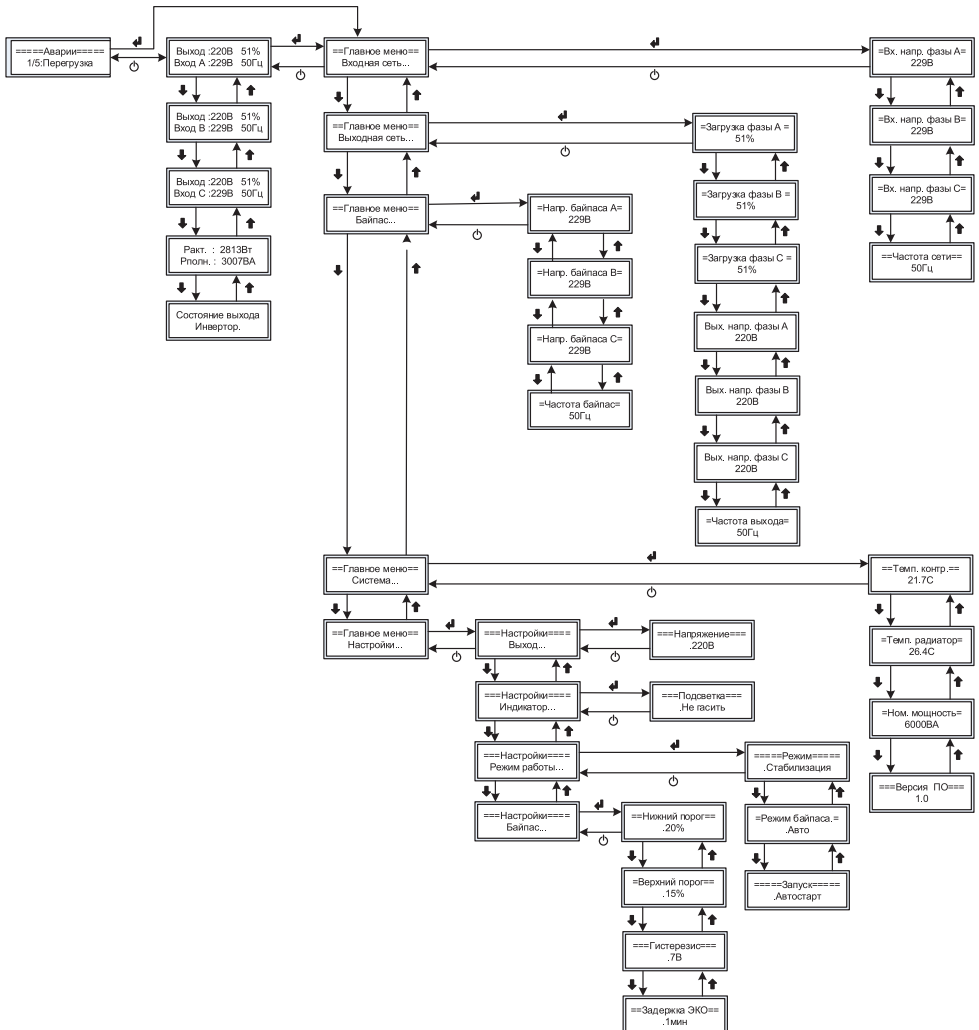 =====Аварии=====
1/5:Перегрузка
Выход :220В 51%
Вход А :229В 50Гц
Выход :220В 51%
Вход В :229В 50Гц
Выход :220В 51%
Вход С :229В 50Гц
Pакт. : 2813Вт
Pполн. : 3007ВА
Состояние выхода
Инвертор.
==Главное меню==
Входная сеть...
==Главное меню==
Выходная сеть...
==Главное меню==
Байпас...
=Напр. байпаса А=
229В
=Напр. байпаса В=
229В
=Напр. байпаса С=
229В
=Частота байпас=
50Гц
=Загрузка фазы А =
51%
=Загрузка фазы В =
51%
=Загрузка фазы С =
51%
Вых. напр. фазы А
220В
Вых. напр. фазы В
220В
Вых. напр. фазы С
220В
=Частота выхода=
50Гц
=Вх. напр. фазы А=
229В
=Вх. напр. фазы В=
229В
=Вх. напр. фазы С=
229В
==Частота сети==
50Гц
==Главное меню==
Система...
==Главное меню==
Настройки...
===Настройки====
Выход...
===Напряжение===
.220В
===Настройки====
Индикатор...
===Подсветка===
.Не гасить
===Настройки====
Режим работы...
===Настройки====
Байпас...
==Нижний порог==
.20%
=Верхний порог==
.15%
===Гистерезис===
.7В
==Задержка ЭКО==
.1мин
=====Режим=====
.Стабилизация
=Режим байпаса.=
.Авто
=====Запуск=====
.Автостарт
==Темп. контр.==
21.7С
=Темп. радиатор=
26.4С
=Ном. мощность=
6000ВА
===Версия ПО===
1.0